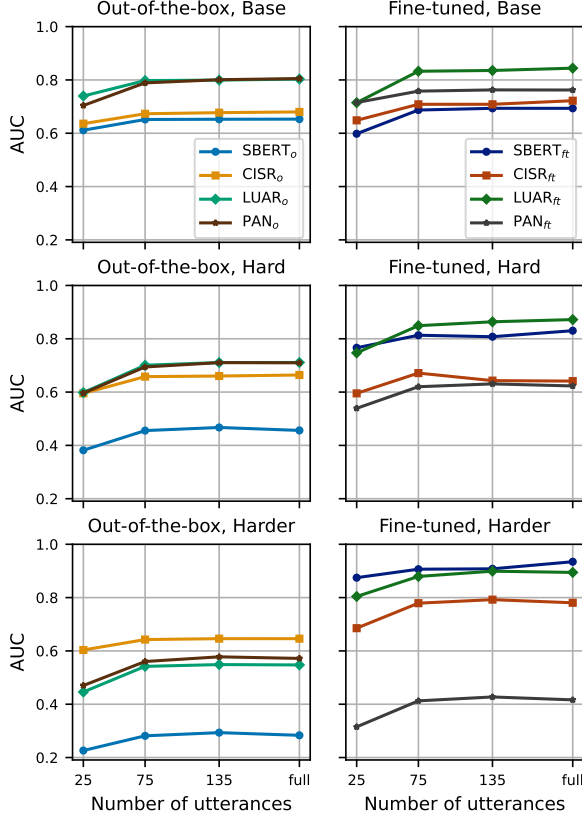 Out-of-the-box, Base
Fine-tuned, Base
AUC
1.0
0.8
0.6
0.4
0.2
SBERTo
CISRo
LUARo
PANo
SBERTft
CISRft
LUARft
PANft
Out-of-the-box, Hard
Fine-tuned, Hard
AUC
1.0
0.8
0.6
0.4
0.2
Out-of-the-box, Harder
Fine-tuned, Harder
AUC
1.0
0.8
0.6
0.4
0.2
25 75 135 full
25 75 135 full
Number of utterances
Number of utterances